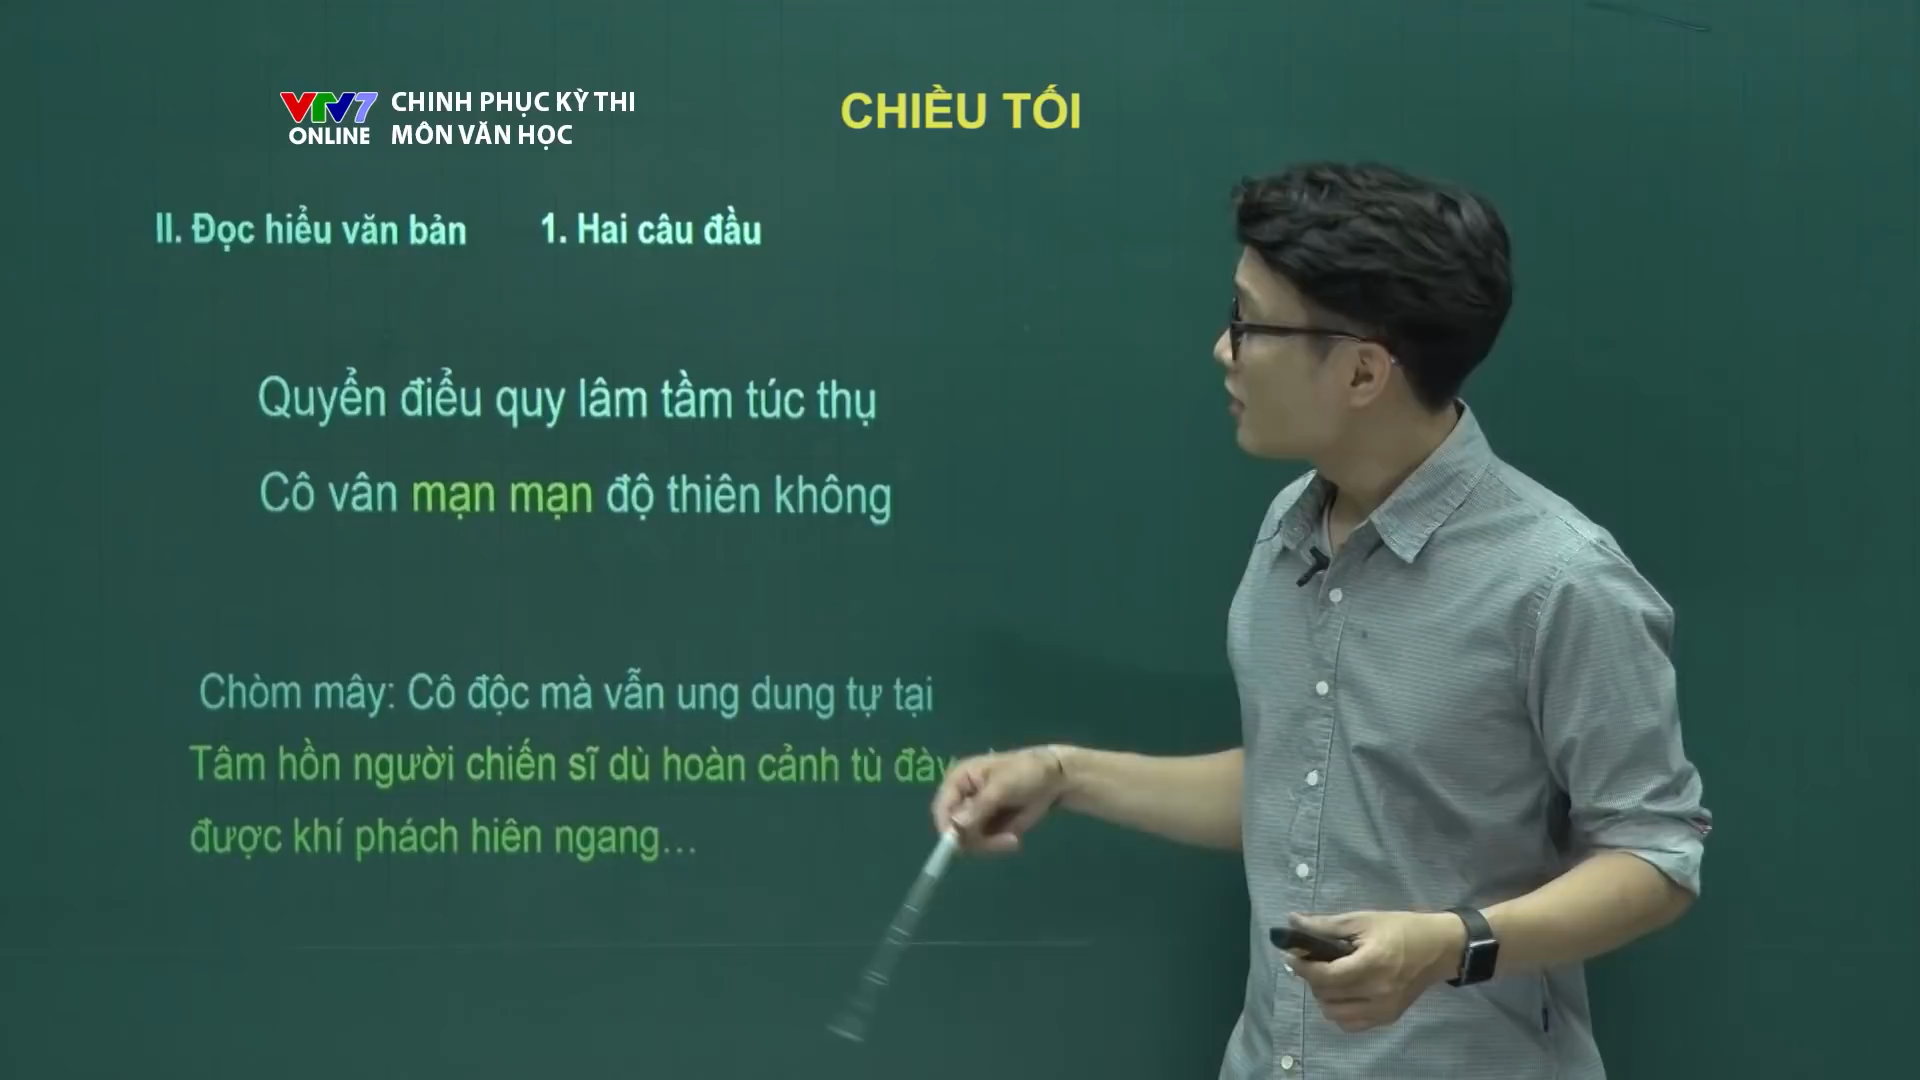 VTV7
ONLINE
CHINH PHỤC KỲ THI
MÔN VĂN HỌC
CHIỀU TỐI
II. Đọc hiểu văn bản
1. Hai câu đầu
Quyển điểu quy lâm tầm túc thụ
Cô vân mạn mạn độ thiên không
Chòm mây: Cô độc mà vẫn ung dung tự tại
Tâm hồn người chiến sĩ dù hoàn cảnh tù đày
được khí phách hiên ngang...